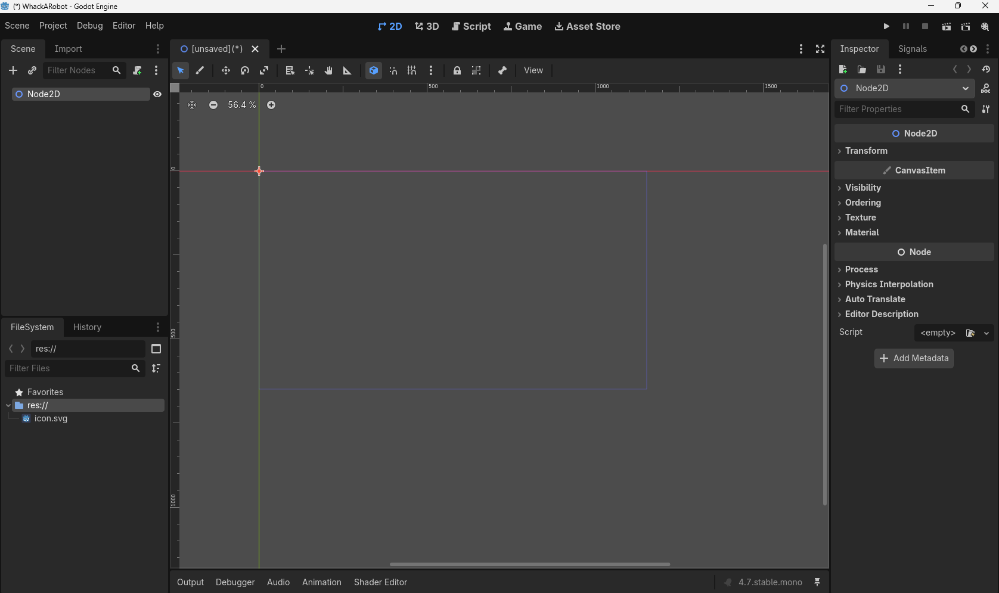 (*) WhackARobot - Godot Engine
Scene Project Debug Editor Help
2D 3D Script Game Asset Store
Scene Import
[unsaved](*)
Inspector Signals
Filter Nodes
View
Node2D
0 500 1000 1500
56.4 %
0
500
1000
Node2D
Filter Properties
Node2D
Transform
CanvasItem
Visibility
Ordering
Texture
Material
Node
Process
Physics Interpolation
Auto Translate
Editor Description
Script <empty>
Add Metadata
FileSystem History
res://
Filter Files
Favorites
res://
icon.svg
Output Debugger Audio Animation Shader Editor
4.7.stable.mono
DOC